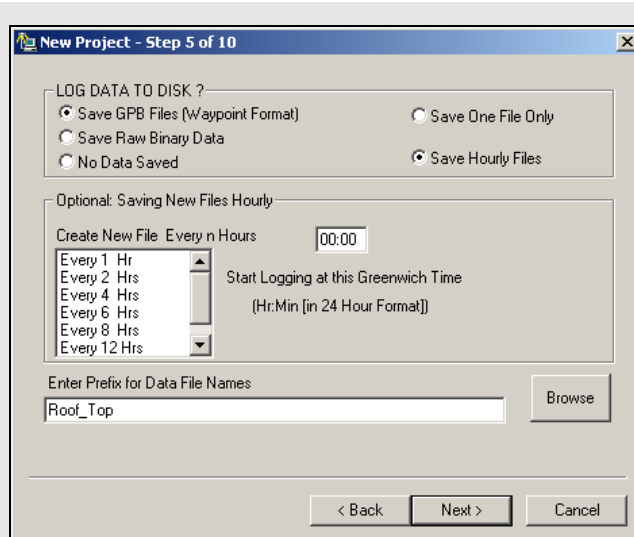 New Project - Step 5 of 10
LOG DATA TO DISK ?
Save GPB Files (Waypoint Format)
Save One File Only
Save Raw Binary Data
No Data Saved
Save Hourly Files
Optional: Saving New Files Hourly
Create New File Every n Hours
00:00
Every 1 Hr
Every 2 Hrs
Every 4 Hrs
Every 6 Hrs
Every 8 Hrs
Every 12 Hrs
Start Logging at this Greenwich Time
(Hr:Min [in 24 Hour Format])
Enter Prefix for Data File Names
Roof_Top
Browse
< Back
Next >
Cancel